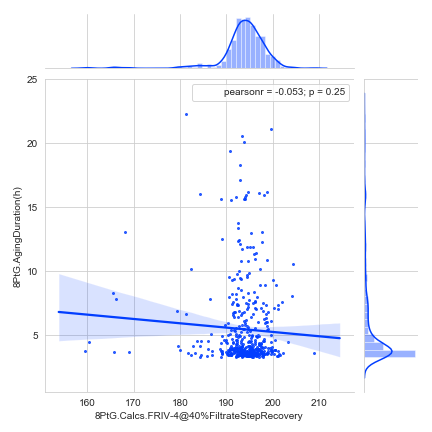 pearsonr = -0.053; p = 0.25
25
20
15
10
5
8PtG.AgingDuration(h)
160 170 180 190 200 210
8PtG.Calcs.FRIV-4@40%FiltrateStepRecovery